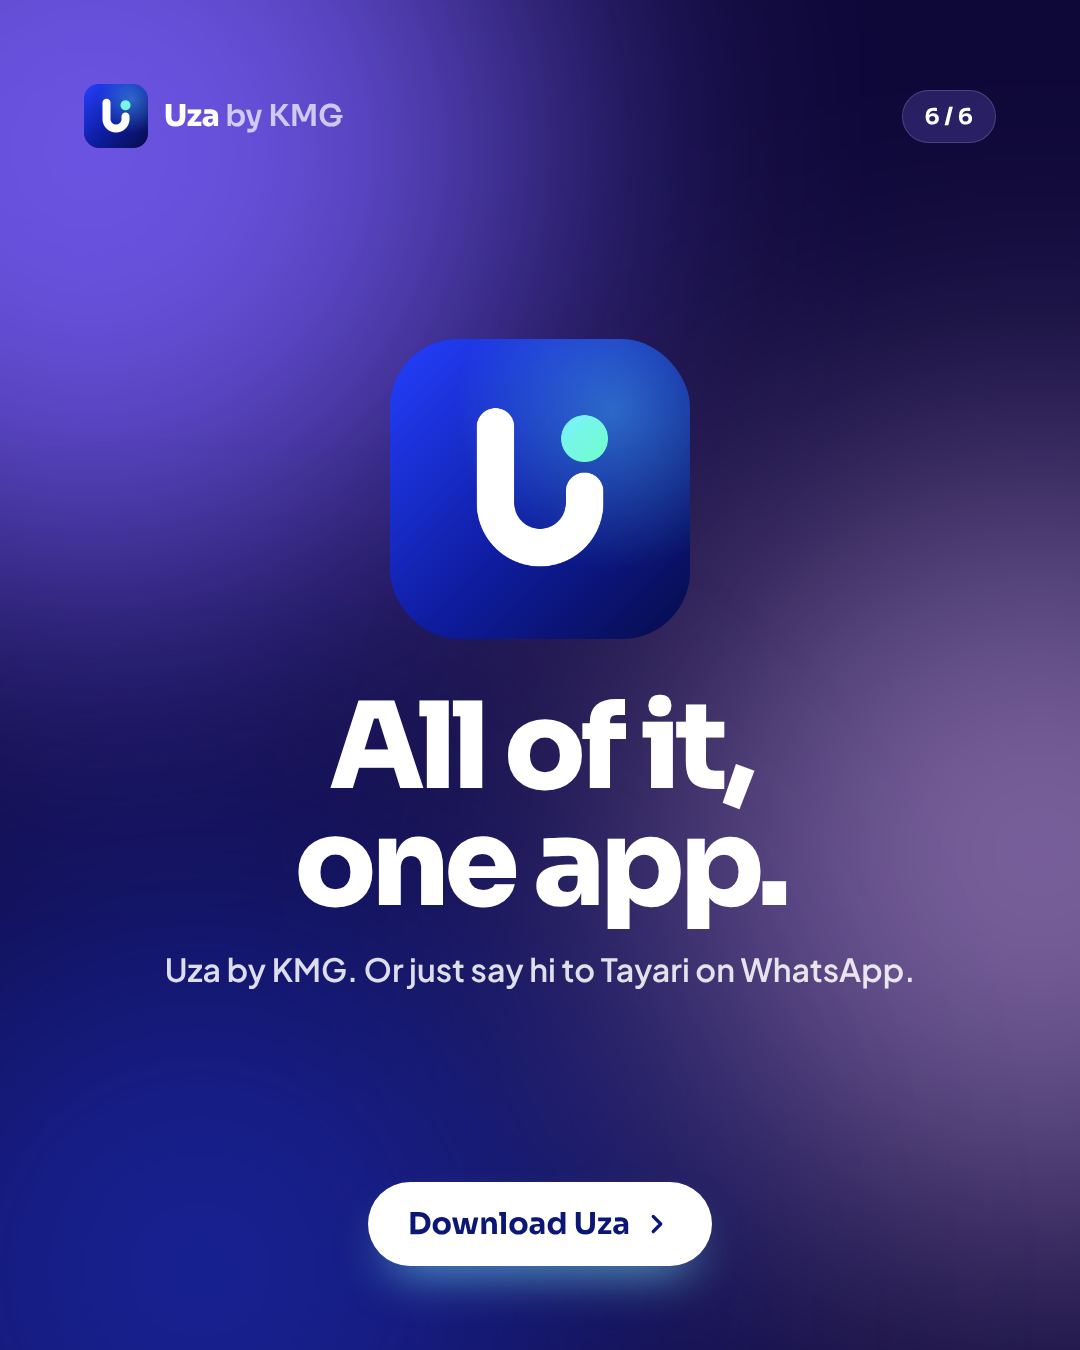 Uza by KMG
6 / 6
All of it,
one app.
Uza by KMG. Or just say hi to Tayari on WhatsApp.
Download Uza